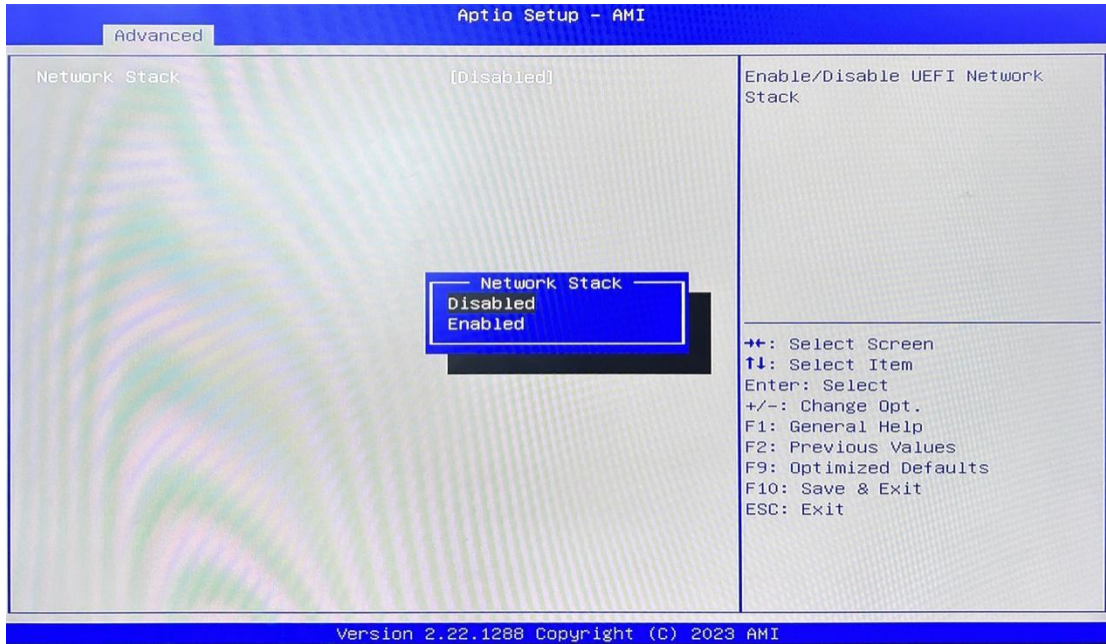 Aptio Setup – AMI
Advanced
Network Stack [Disabled]
Enable/Disable UEFI Network
Stack
Network Stack
Disabled
Enabled
→←: Select Screen
↑↓: Select Item
Enter: Select
+/-: Change Opt.
F1: General Help
F2: Previous Values
F9: Optimized Defaults
F10: Save & Exit
ESC: Exit
Version 2.22.1288 Copyright (C) 2023 AMI